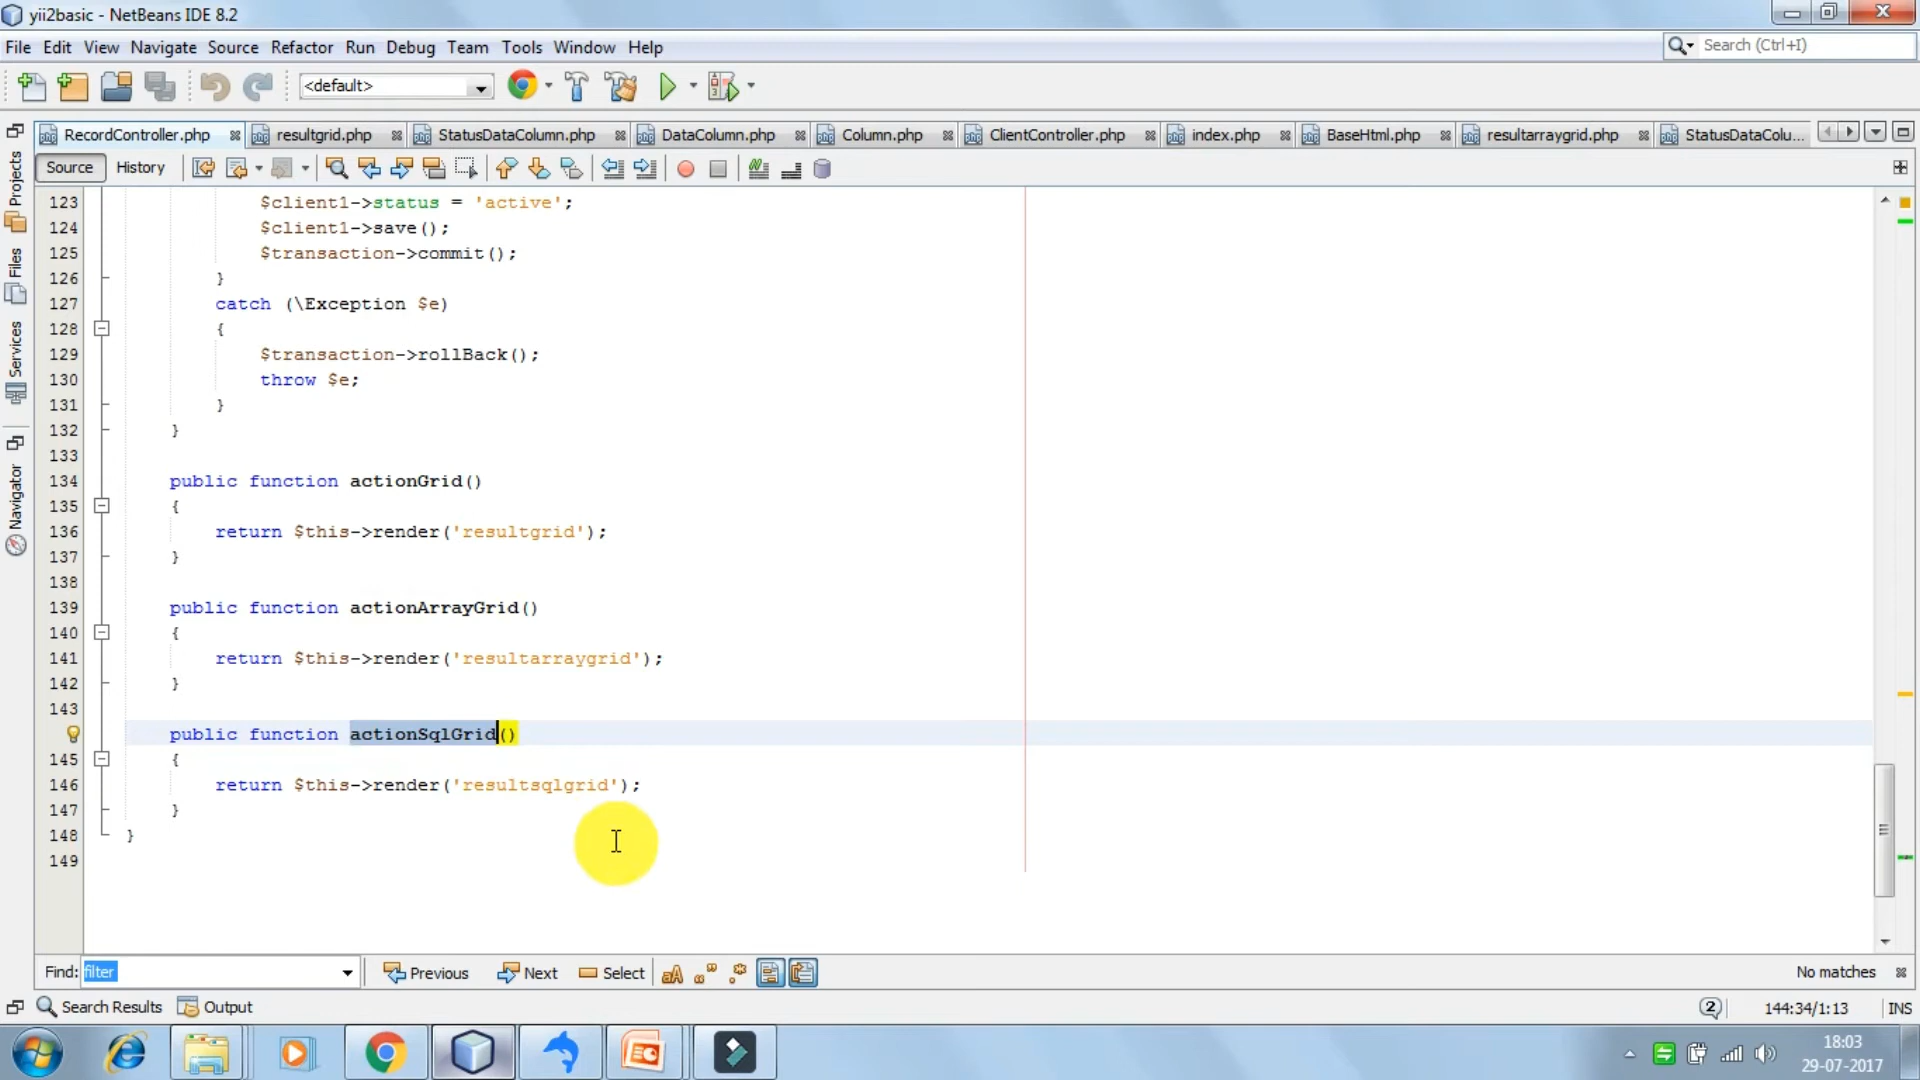 yii2basic - NetBeans IDE 8.2
File Edit View Navigate Source Refactor Run Debug Team Tools Window Help
Search (Ctrl+I)
<default>
RecordController.php resultgrid.php StatusDataColumn.php DataColumn.php Column.php ClientController.php index.php BaseHtml.php resultarraygrid.php StatusDataColu...
Source History
Projects
Files
Services
Navigator
123 $client1->status = 'active';
124 $client1->save();
125 $transaction->commit();
126 }
127 catch (\Exception $e)
128 {
129 $transaction->rollBack();
130 throw $e;
131 }
132 }
133
134 public function actionGrid()
135 {
136 return $this->render('resultgrid');
137 }
138
139 public function actionArrayGrid()
140 {
141 return $this->render('resultarraygrid');
142 }
143
public function actionSqlGrid()
145 {
146 return $this->render('resultsqlgrid');
147 }
148 }
149
Find: filter Previous Next Select No matches
Search Results Output 2 144:34/1:13 INS
18:03
29-07-2017